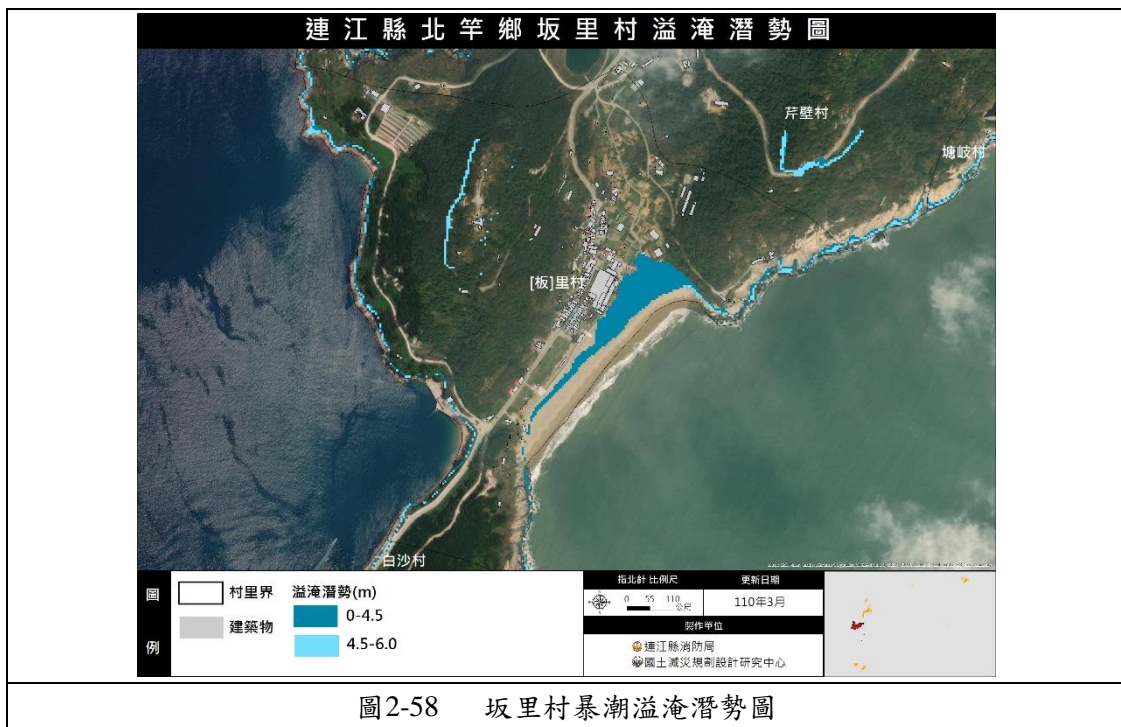 連江縣北竿鄉坂里村溢淹潛勢圖
芹壁村
塘岐村
[板]里村
白沙村
圖例
村里界
建築物
溢淹潛勢(m)
0-4.5
4.5-6.0
指北針 比例尺
0 55 110
公尺
更新日期
110年3月
製作單位
連江縣消防局
國土減災規劃設計研究中心
圖2-58 坂里村暴潮溢淹潛勢圖